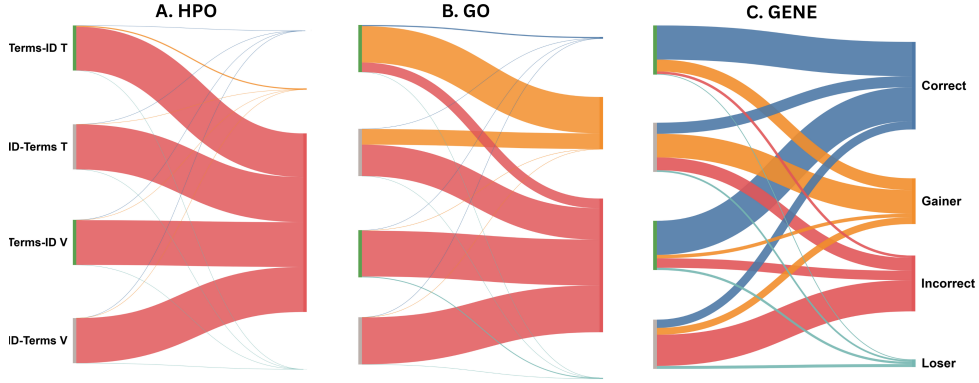 A. HPO
B. GO
C. GENE
Terms-ID T
ID-Terms T
Terms-ID V
ID-Terms V
Correct
Gainer
Incorrect
Loser